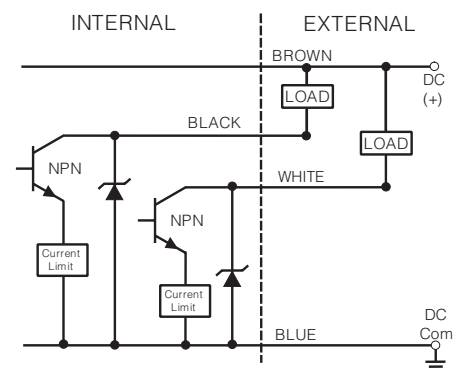 INTERNAL
EXTERNAL
BROWN
DC
(+)
LOAD
BLACK
LOAD
NPN
WHITE
NPN
Current
Limit
Current
Limit
DC
Com
BLUE